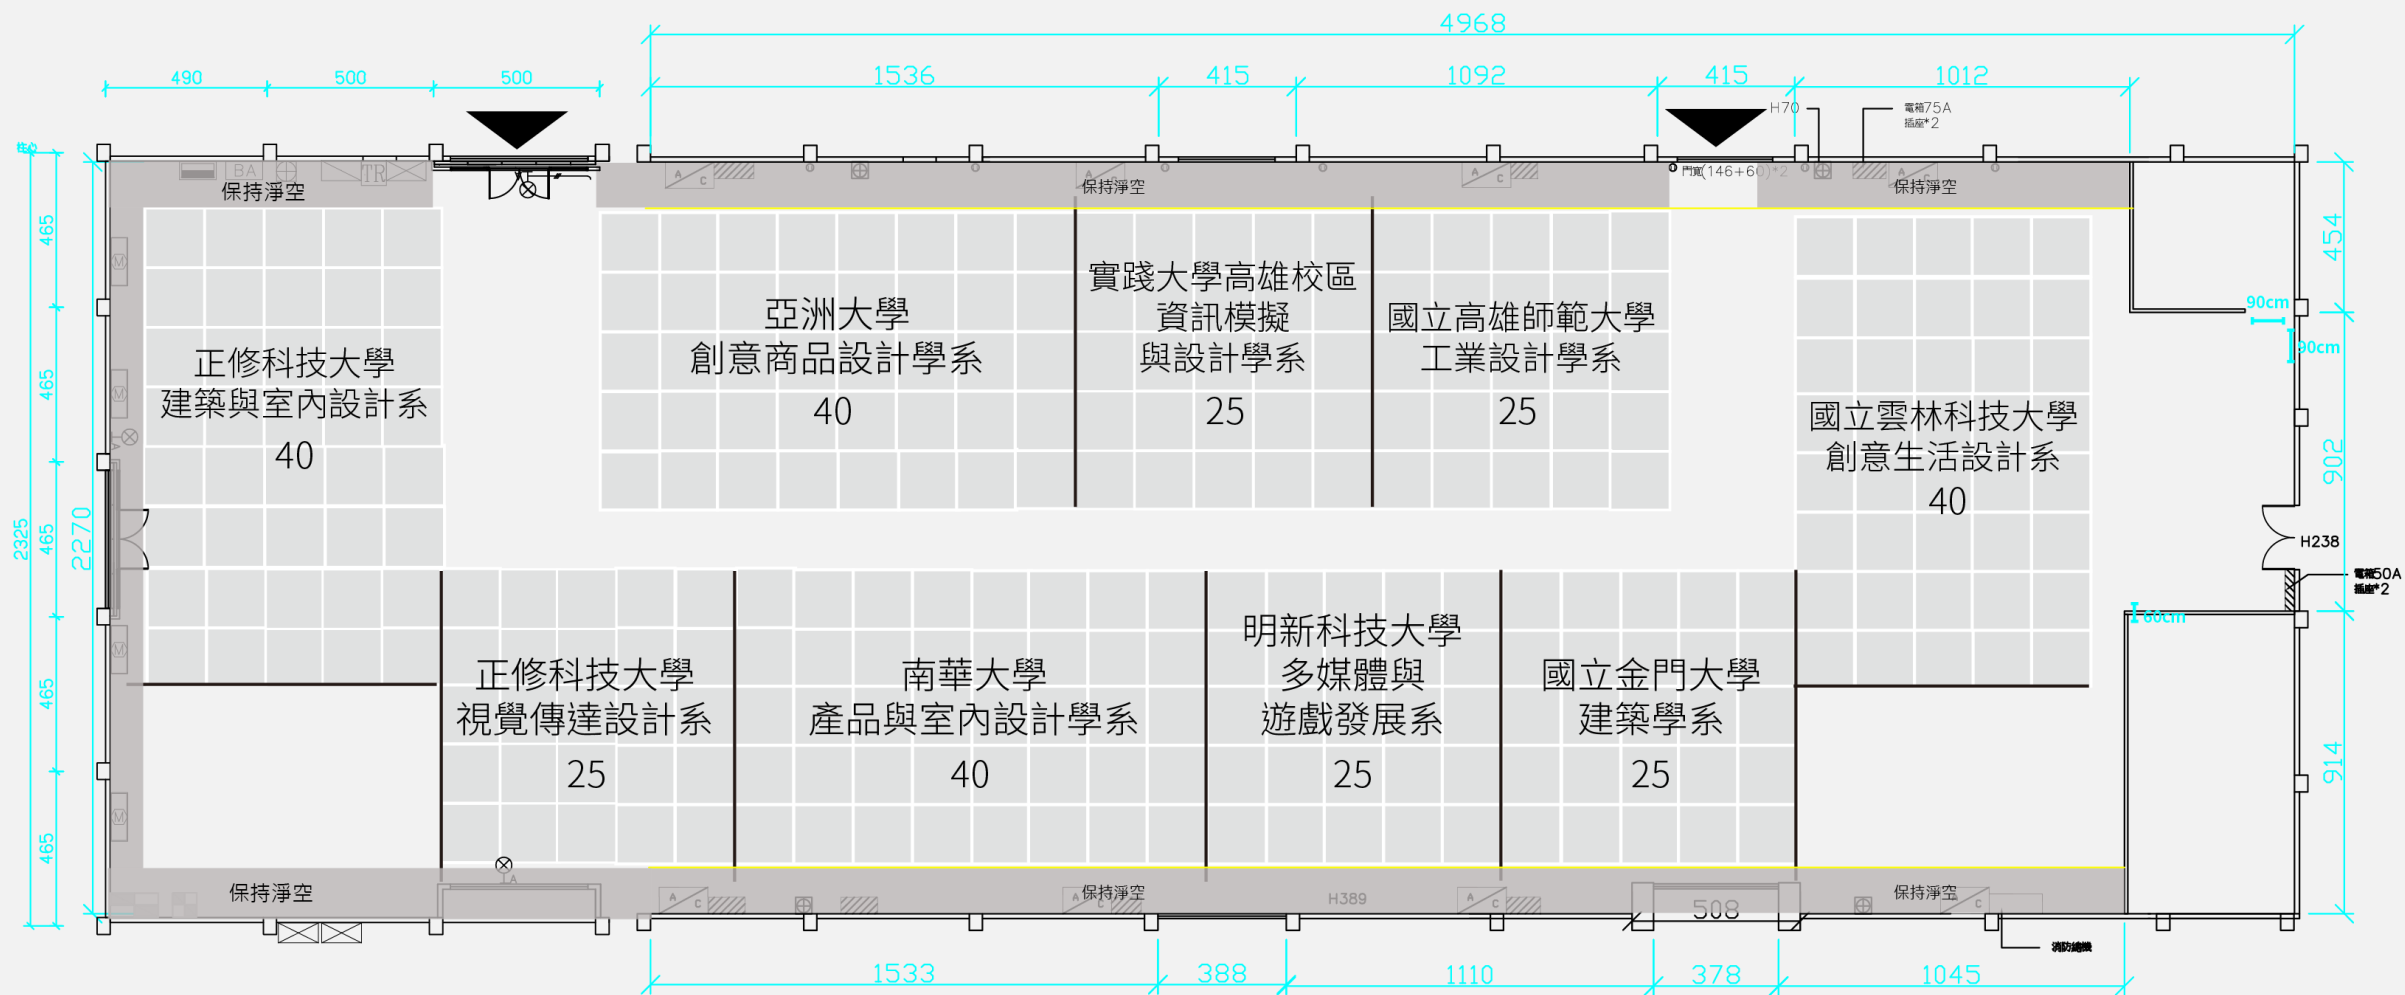 4968
490
500
500
1536
415
1092
415
1012
H70
電箱75A
插座*2
BA
TR
保持淨空
A
C
A
C
保持淨空
A
C
門寬(146+60)*2
A
C
保持淨空
465
465
465
465
465
2325
2270
M
M
M
M
正修科技大學
建築與室內設計系
40
亞洲大學
創意商品設計學系
40
實踐大學高雄校區
資訊模擬
與設計學系
25
國立高雄師範大學
工業設計學系
25
國立雲林科技大學
創意生活設計系
40
90cm
90cm
454
902
914
H238
電箱50A
插座*2
60cm
正修科技大學
視覺傳達設計系
25
南華大學
產品與室內設計學系
40
明新科技大學
多媒體與
遊戲發展系
25
國立金門大學
建築學系
25
保持淨空
A
A
C
A
C
保持淨空
H389
A
C
508
保持淨空
A
C
消防總機
1533
388
1110
378
1045